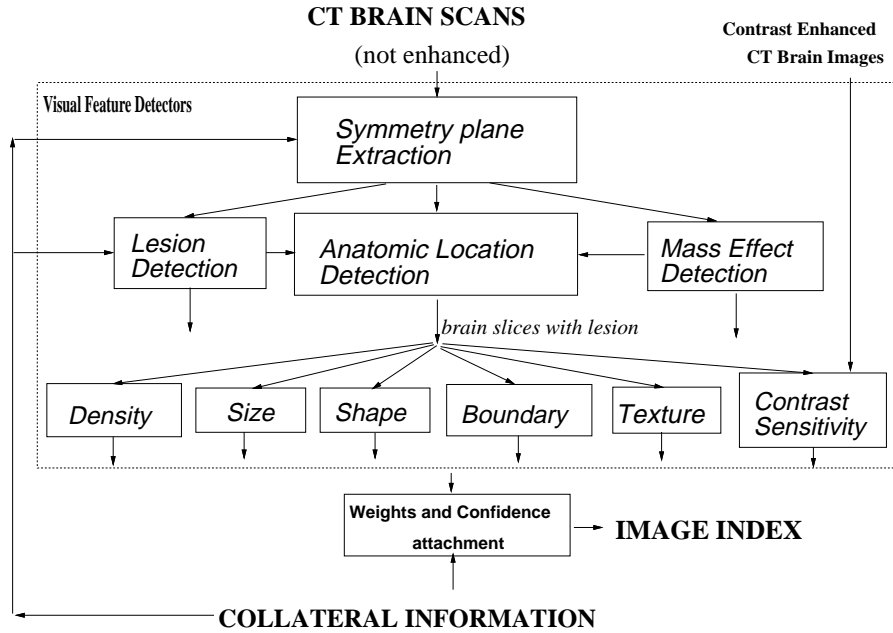 CT BRAIN SCANS
(not enhanced)
Contrast Enhanced
CT Brain Images
Visual Feature Detectors
Symmetry plane
Extraction
Lesion
Detection
Anatomic Location
Detection
Mass Effect
Detection
brain slices with lesion
Density
Size
Shape
Boundary
Texture
Contrast
Sensitivity
Weights and Confidence
attachment
IMAGE INDEX
COLLATERAL INFORMATION